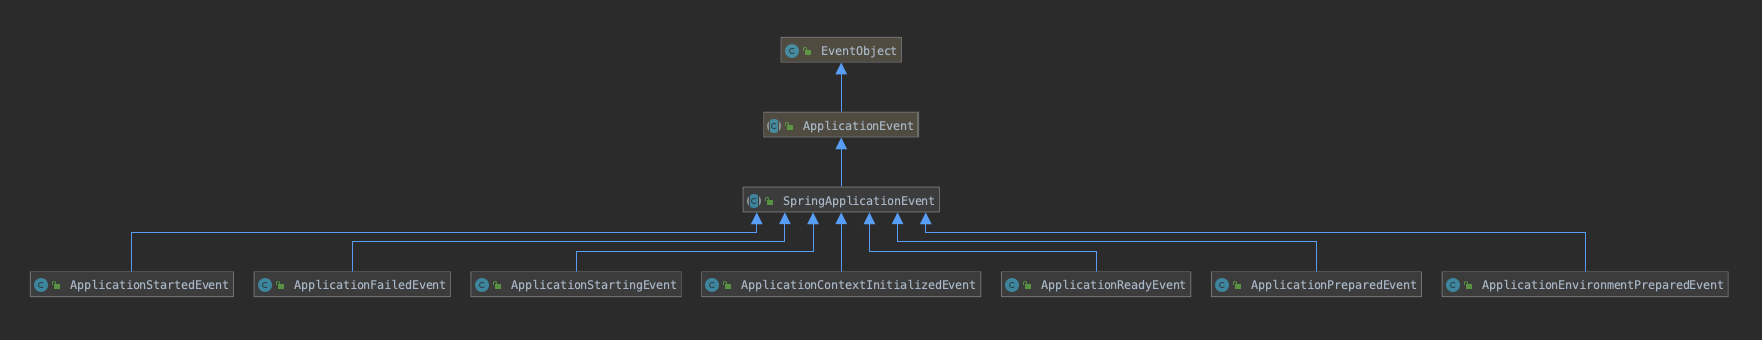 EventObject
ApplicationEvent
SpringApplicationEvent
ApplicationStartedEvent ApplicationFailedEvent ApplicationStartingEvent ApplicationContextInitializedEvent ApplicationReadyEvent ApplicationPreparedEvent ApplicationEnvironmentPreparedEvent